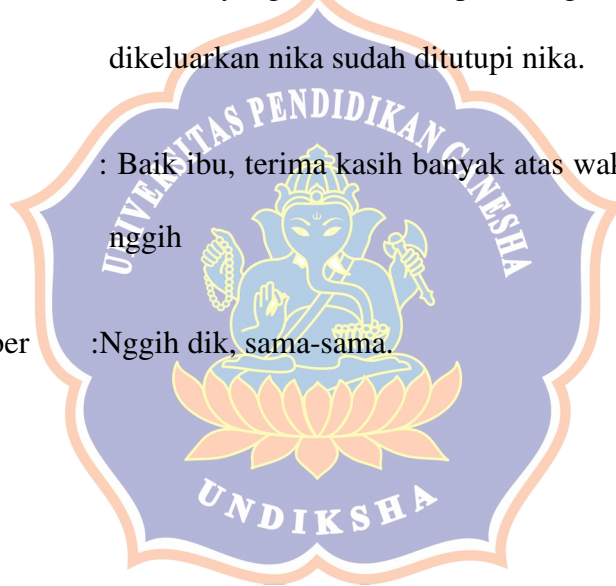 dikeluarkan nika sudah ditutupi nika.
UNIVERSITAS PENDIDIKAN GANESHA
: Baik ibu, terima kasih banyak atas
nggih
:Nggih dik, sama-sama.
UNDIKSHA